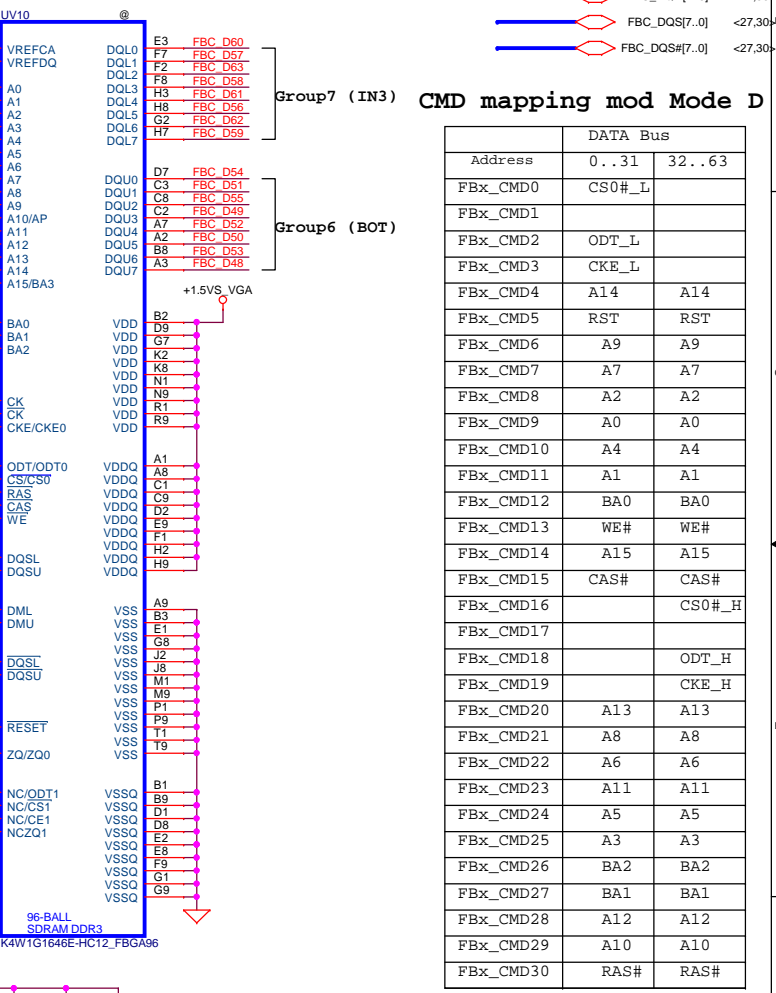 UV10 @
FBC_DQS[7..0] <27,30>
FBC_DQS#[7..0] <27,30>
VREFCA
VREFDQ
A0
A1
A2
A3
A4
A5
A6
A7
A8
A9
A10/AP
A11
A12
A13
A14
A15/BA3
BA0
BA1
BA2
CK
CK
CKE/CKE0
ODT/ODT0
CS/CS0
RAS
CAS
WE
DQSL
DQSU
DML
DMU
DQSL
DQSU
RESET
ZQ/ZQ0
NC/ODT1
NC/CS1
NC/CE1
NCZQ1
DQL0 E3 FBC_D60
DQL1 F7 FBC_D57
DQL2 F2 FBC_D63
DQL3 F8 FBC_D58
DQL4 H3 FBC_D61
DQL5 H8 FBC_D56
DQL6 G2 FBC_D62
DQL7 H7 FBC_D59
Group7 (IN3)
DQU0 D7 FBC_D54
DQU1 C3 FBC_D51
DQU2 C8 FBC_D55
DQU3 C2 FBC_D49
DQU4 A7 FBC_D52
DQU5 A2 FBC_D50
DQU6 B8 FBC_D53
DQU7 A3 FBC_D48
Group6 (BOT)
+1.5VS_VGA
VDD B2
VDD D9
VDD G7
VDD K2
VDD K8
VDD N1
VDD N9
VDD R1
VDD R9
VDDQ A1
VDDQ A8
VDDQ C1
VDDQ C9
VDDQ D2
VDDQ E9
VDDQ F1
VDDQ H2
VDDQ H9
VSS A9
VSS B3
VSS E1
VSS G8
VSS J2
VSS J8
VSS M1
VSS M9
VSS P1
VSS P9
VSS T1
VSS T9
VSSQ B1
VSSQ B9
VSSQ D1
VSSQ D8
VSSQ E2
VSSQ E8
VSSQ F9
VSSQ G1
VSSQ G9
96-BALL
SDRAM DDR3
K4W1G1646E-HC12_FBGA96
CMD mapping mod Mode D
DATA Bus
Address 0..31 32..63
FBx_CMD0 CS0#_L
FBx_CMD1
FBx_CMD2 ODT_L
FBx_CMD3 CKE_L
FBx_CMD4 A14 A14
FBx_CMD5 RST RST
FBx_CMD6 A9 A9
FBx_CMD7 A7 A7
FBx_CMD8 A2 A2
FBx_CMD9 A0 A0
FBx_CMD10 A4 A4
FBx_CMD11 A1 A1
FBx_CMD12 BA0 BA0
FBx_CMD13 WE# WE#
FBx_CMD14 A15 A15
FBx_CMD15 CAS# CAS#
FBx_CMD16 CS0#_H
FBx_CMD17
FBx_CMD18 ODT_H
FBx_CMD19 CKE_H
FBx_CMD20 A13 A13
FBx_CMD21 A8 A8
FBx_CMD22 A6 A6
FBx_CMD23 A11 A11
FBx_CMD24 A5 A5
FBx_CMD25 A3 A3
FBx_CMD26 BA2 BA2
FBx_CMD27 BA1 BA1
FBx_CMD28 A12 A12
FBx_CMD29 A10 A10
FBx_CMD30 RAS# RAS#